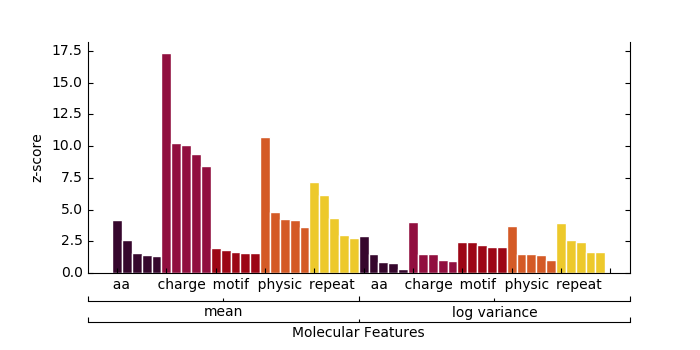 17.5
15.0
12.5
10.0
7.5
5.0
2.5
0.0
z-score
aa charge motif physic repeat aa charge motif physic repeat
mean log variance
Molecular Features